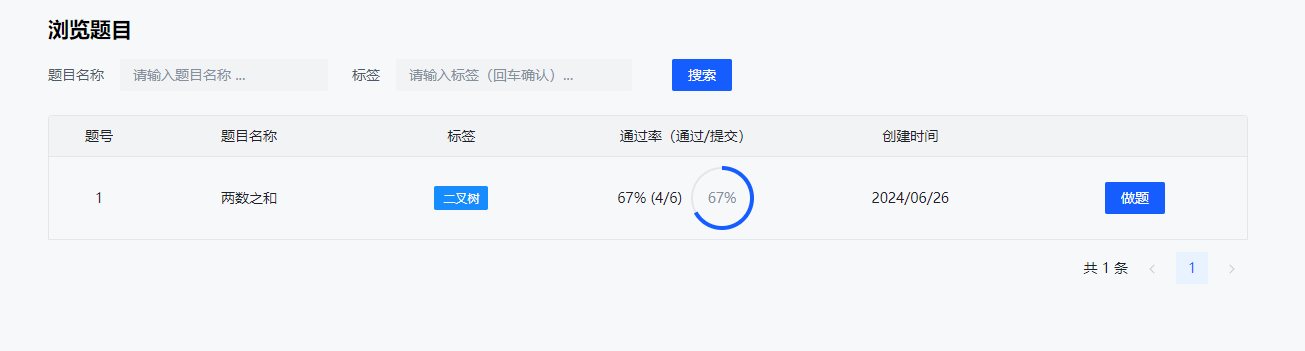 浏览题目
题目名称 请输入题目名称 ... 标签 请输入标签（回车确认）... 搜索
题号 题目名称 标签 通过率（通过/提交） 创建时间
1 两数之和 二叉树 67% (4/6) 67% 2024/06/26 做题
共 1 条 1